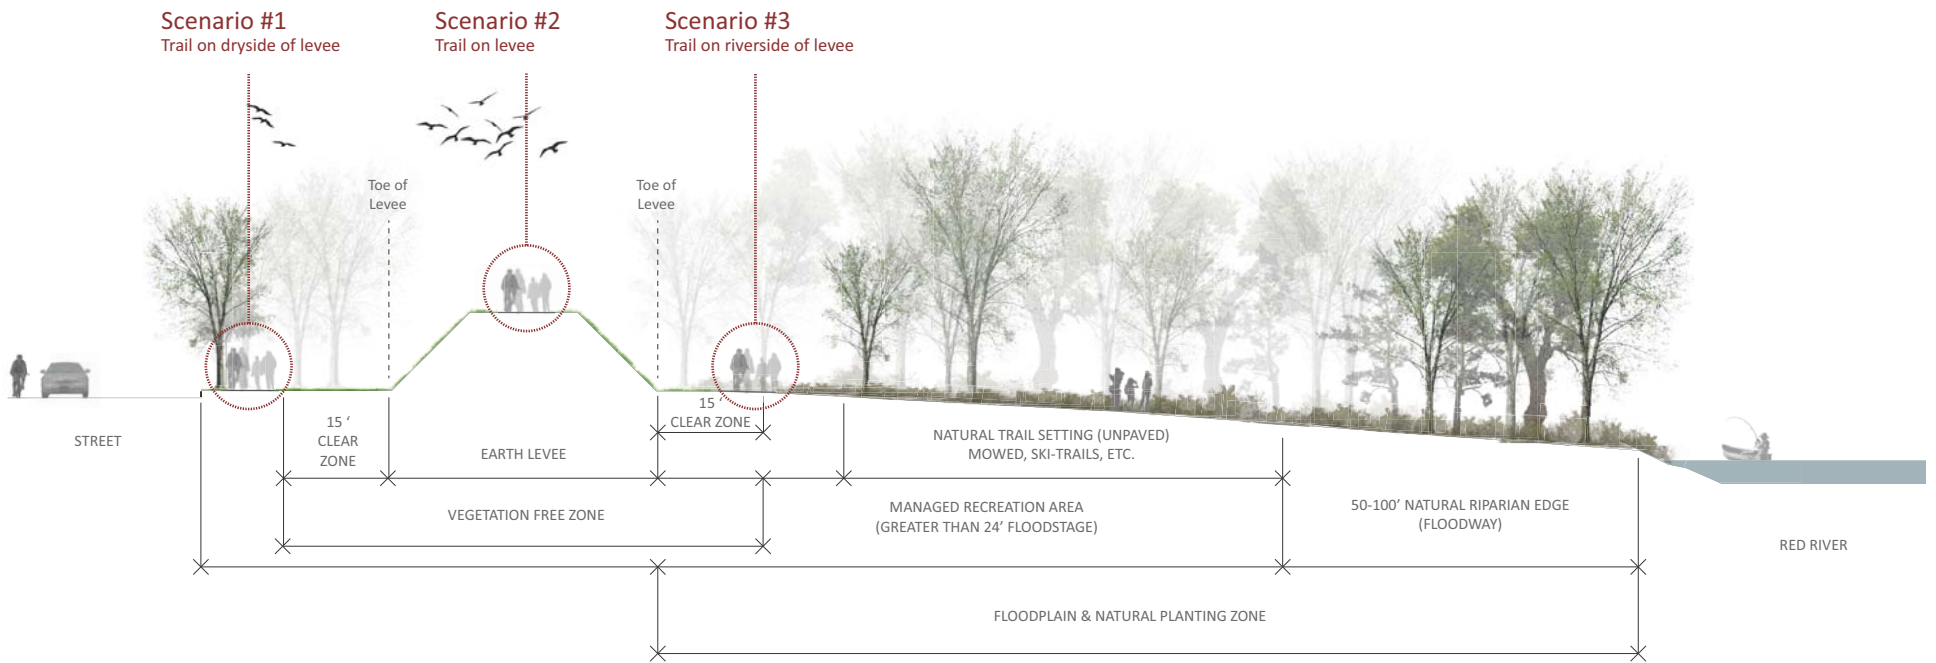 Scenario #1
Trail on dryside of levee
Scenario #2
Trail on levee
Scenario #3
Trail on riverside of levee
Toe of
Levee
Toe of
Levee
STREET
15 ‘
CLEAR
ZONE
EARTH LEVEE
15 ‘
CLEAR ZONE
NATURAL TRAIL SETTING (UNPAVED)
MOWED, SKI-TRAILS, ETC.
VEGETATION FREE ZONE
MANAGED RECREATION AREA
(GREATER THAN 24’ FLOODSTAGE)
50-100’ NATURAL RIPARIAN EDGE
(FLOODWAY)
RED RIVER
FLOODPLAIN & NATURAL PLANTING ZONE